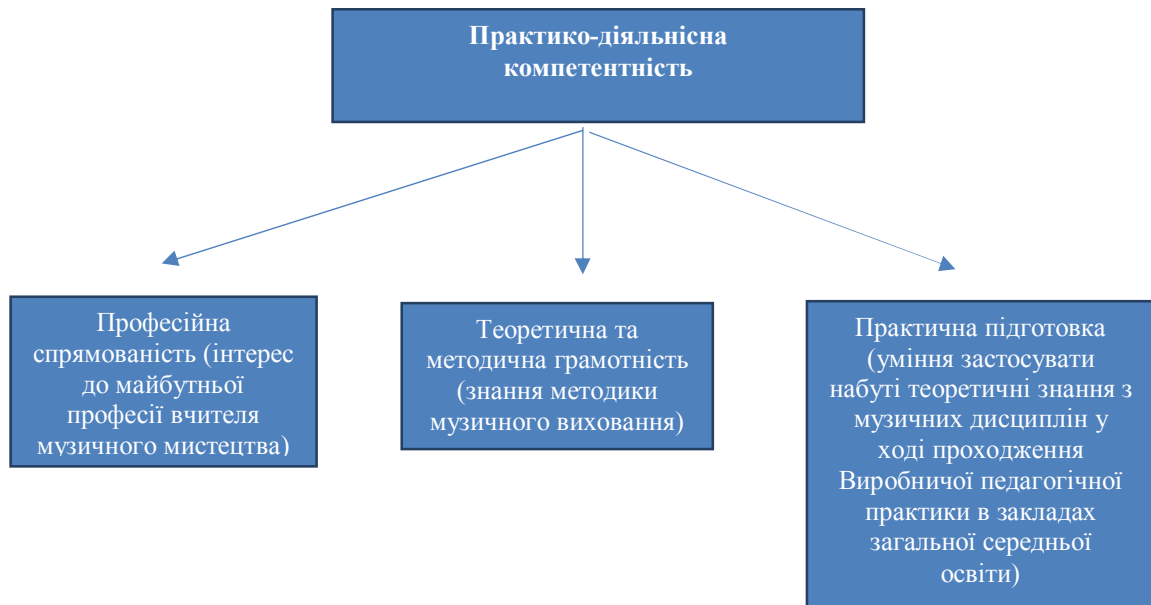 Практико-діяльнісна
компетентність
Професійна
спрямованість (інтерес
до майбутньої
професії вчителя
музичного мистецтва)
Теоретична та
методична грамотність
(знання методики
музичного виховання)
Практична підготовка
(уміння застосувати
набуті теоретичні знання з
музичних дисциплін у
ході проходження
Виробничої педагогічної
практики в закладах
загальної середньої
освіти)